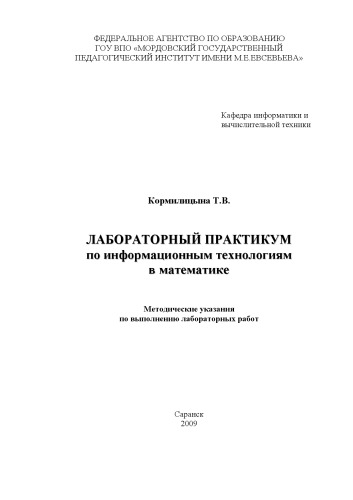 ФЕДЕРАЛЬНОЕ АГЕНТСТВО ПО ОБРАЗОВАНИЮ
ГОУ ВПО «МОРДОВСКИЙ ГОСУДАРСТВЕННЫЙ
ПЕДАГОГИЧЕСКИЙ ИНСТИТУТ ИМЕНИ М.Е.ЕВСЕВЬЕВА»
Кафедра информатики и
вычислительной техники
Кормилицына Т.В.
ЛАБОРАТОРНЫЙ ПРАКТИКУМ
по информационным технологиям
в математике
Методические указания
по выполнению лабораторных работ
Саранск
2009